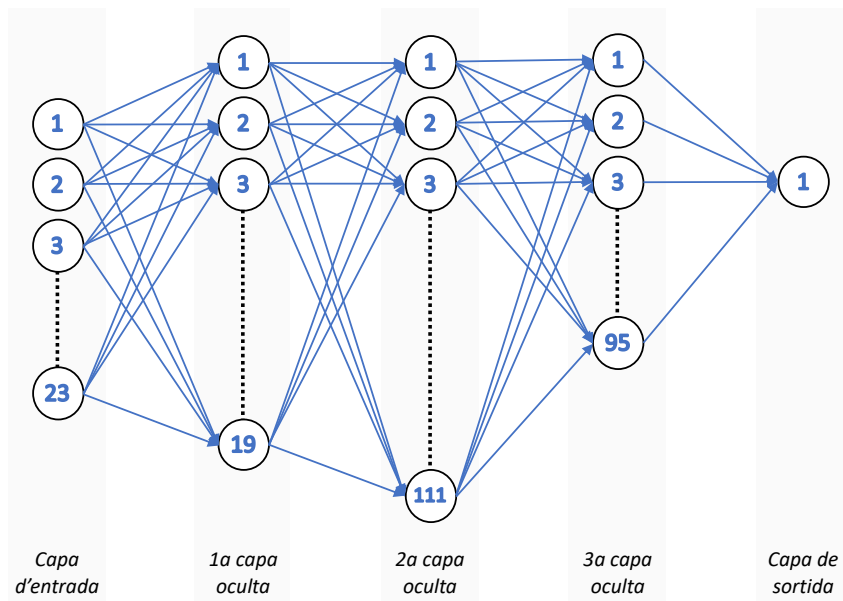 1
2
3
23
1
2
3
19
1
2
3
111
1
2
3
95
1
Capa
d’entrada
1a capa
oculta
2a capa
oculta
3a capa
oculta
Capa de
sortida